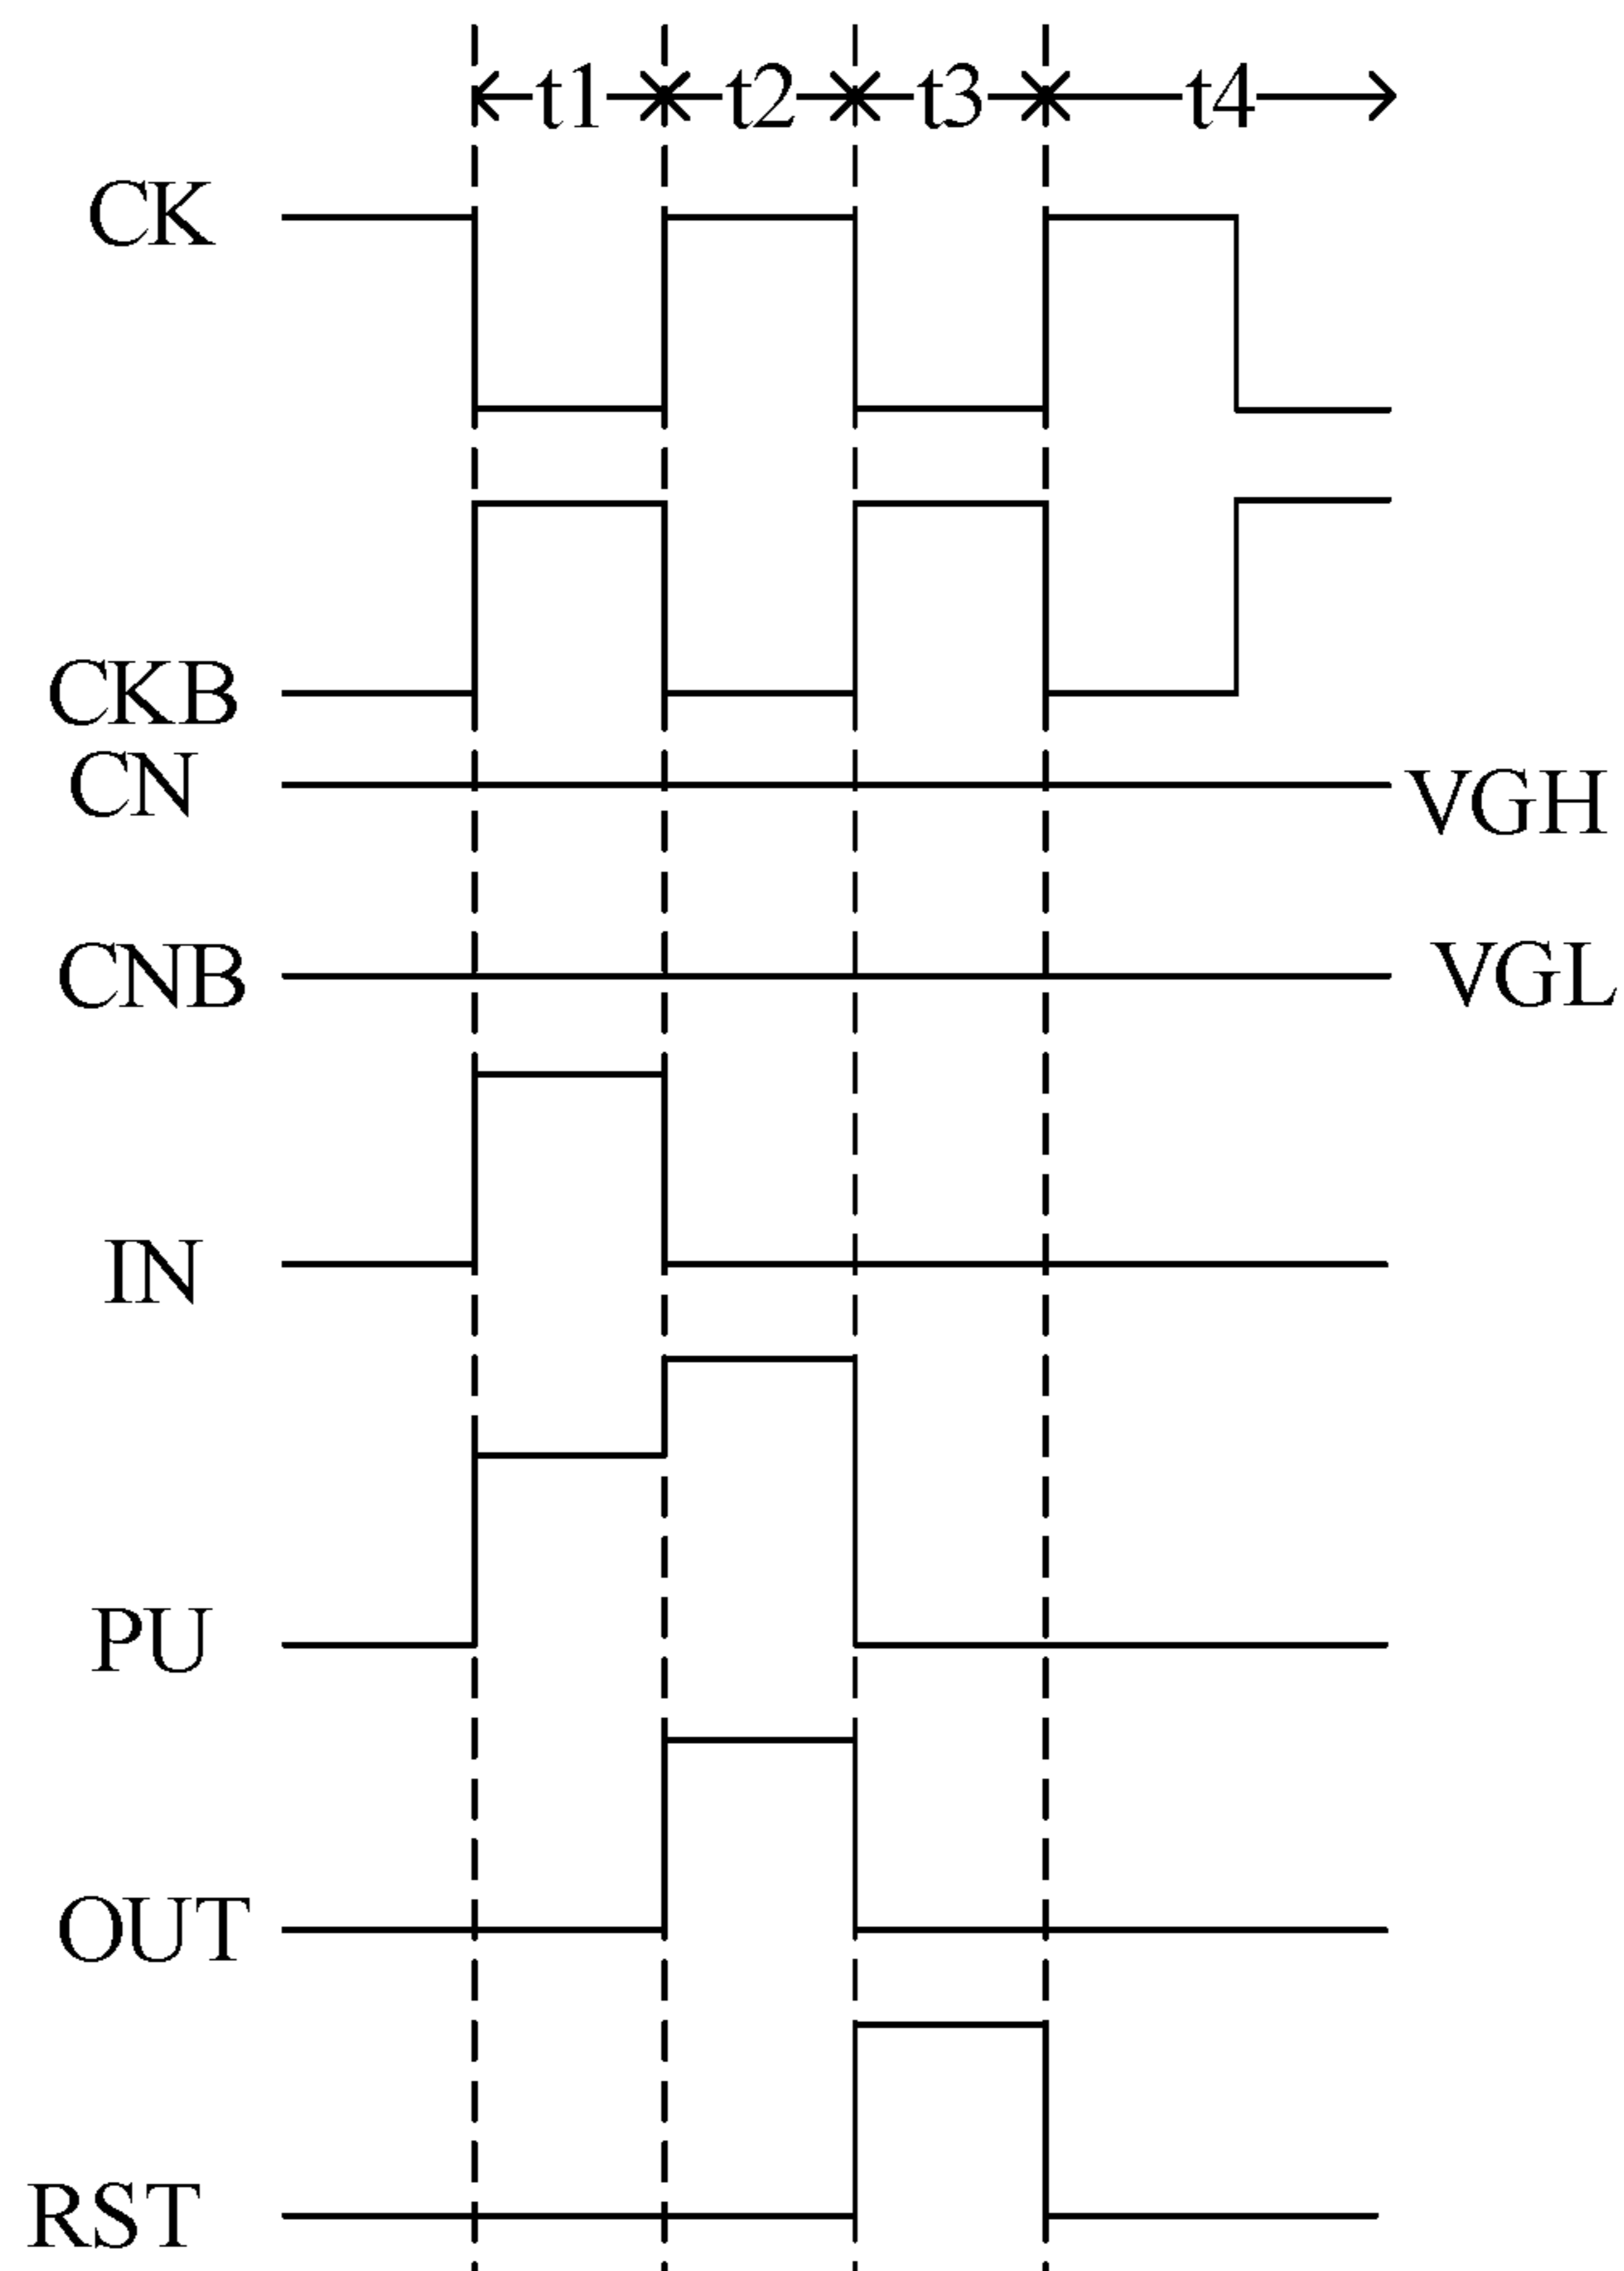 t1 t2 t3 t4
CK
CKB
CN VGH
CNB VGL
IN
PU
OUT
RST